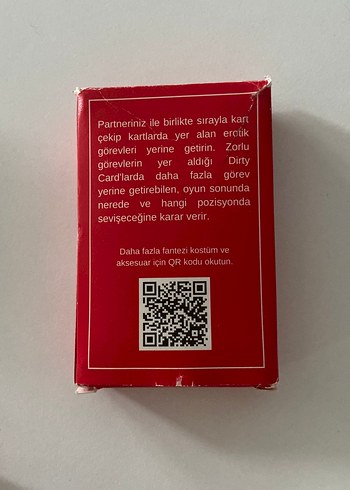 Partneriniz ile birlikte sırayla kart
çekip kartlarda yer alan erotik
görevleri yerine getirin. Zorlu
görevlerin yer aldığı Dirty
Card'larda daha fazla görev
yerine getirebilen, oyun sonunda
nerede ve hangi pozisyonda
sevişeceğine karar verir.
Daha fazla fantezi kostüm ve
aksesuar için QR kodu okutun.